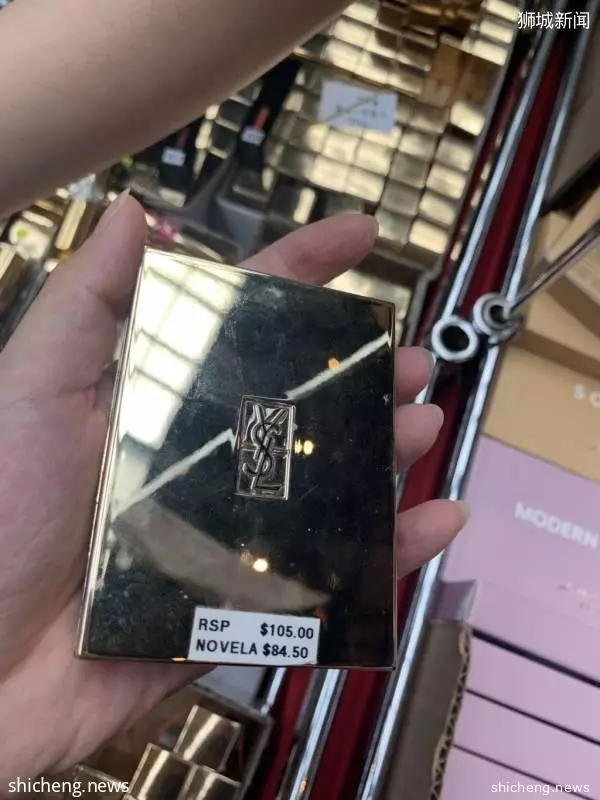 狮城新闻
YSL
RSP $105.00
NOVELA $84.50
MODERN
shicheng.news
shicheng.news